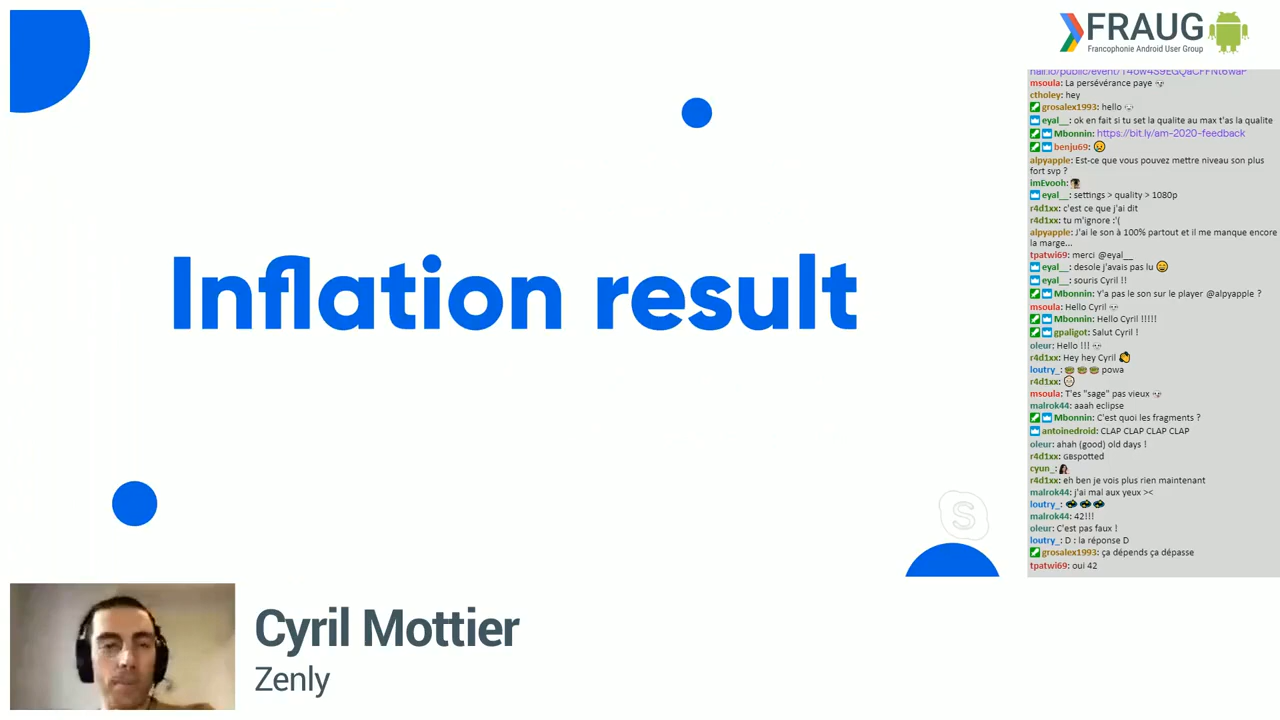 FRAUG
Francophonie Android User Group
Inflation result
msoula: La persévérance paye
ctholey: hey
grosalex1993: hello
eyal__: ok en fait si tu set la qualite au max t'as la qualite
Mbonnin: https://bit.ly/am-2020-feedback
benju69:
alpyapple: Est-ce que vous pouvez mettre niveau son plus
fort svp ?
imEvooh:
eyal__: settings > quality > 1080p
r4d1xx: c'est ce que j'ai dit
r4d1xx: tu m'ignore :'(
alpyapple: J'ai le son à 100% partout et il me manque encore
la marge...
tpatwi69: merci @eyal__
eyal__: desole j'avais pas lu
eyal__: souris Cyril !!
Mbonnin: Y'a pas le son sur le player @alpyapple ?
msoula: Hello Cyril
Mbonnin: Hello Cyril !!!!!
gpaligot: Salut Cyril !
oleur: Hello !!!
r4d1xx: Hey hey Cyril
loutry_: powa
r4d1xx:
msoula: T'es "sage" pas vieux
malrok44: aaah eclipse
Mbonnin: C'est quoi les fragments ?
antoinedroid: CLAP CLAP CLAP CLAP
oleur: ahah (good) old days !
r4d1xx: GBspotted
cyun_:
r4d1xx: eh ben je vois plus rien maintenant
malrok44: j'ai mal aux yeux ><
loutry_:
malrok44: 42!!!
oleur: C'est pas faux !
loutry_: D : la réponse D
grosalex1993: ça dépends ça dépasse
tpatwi69: oui 42
Cyril Mottier
Zenly